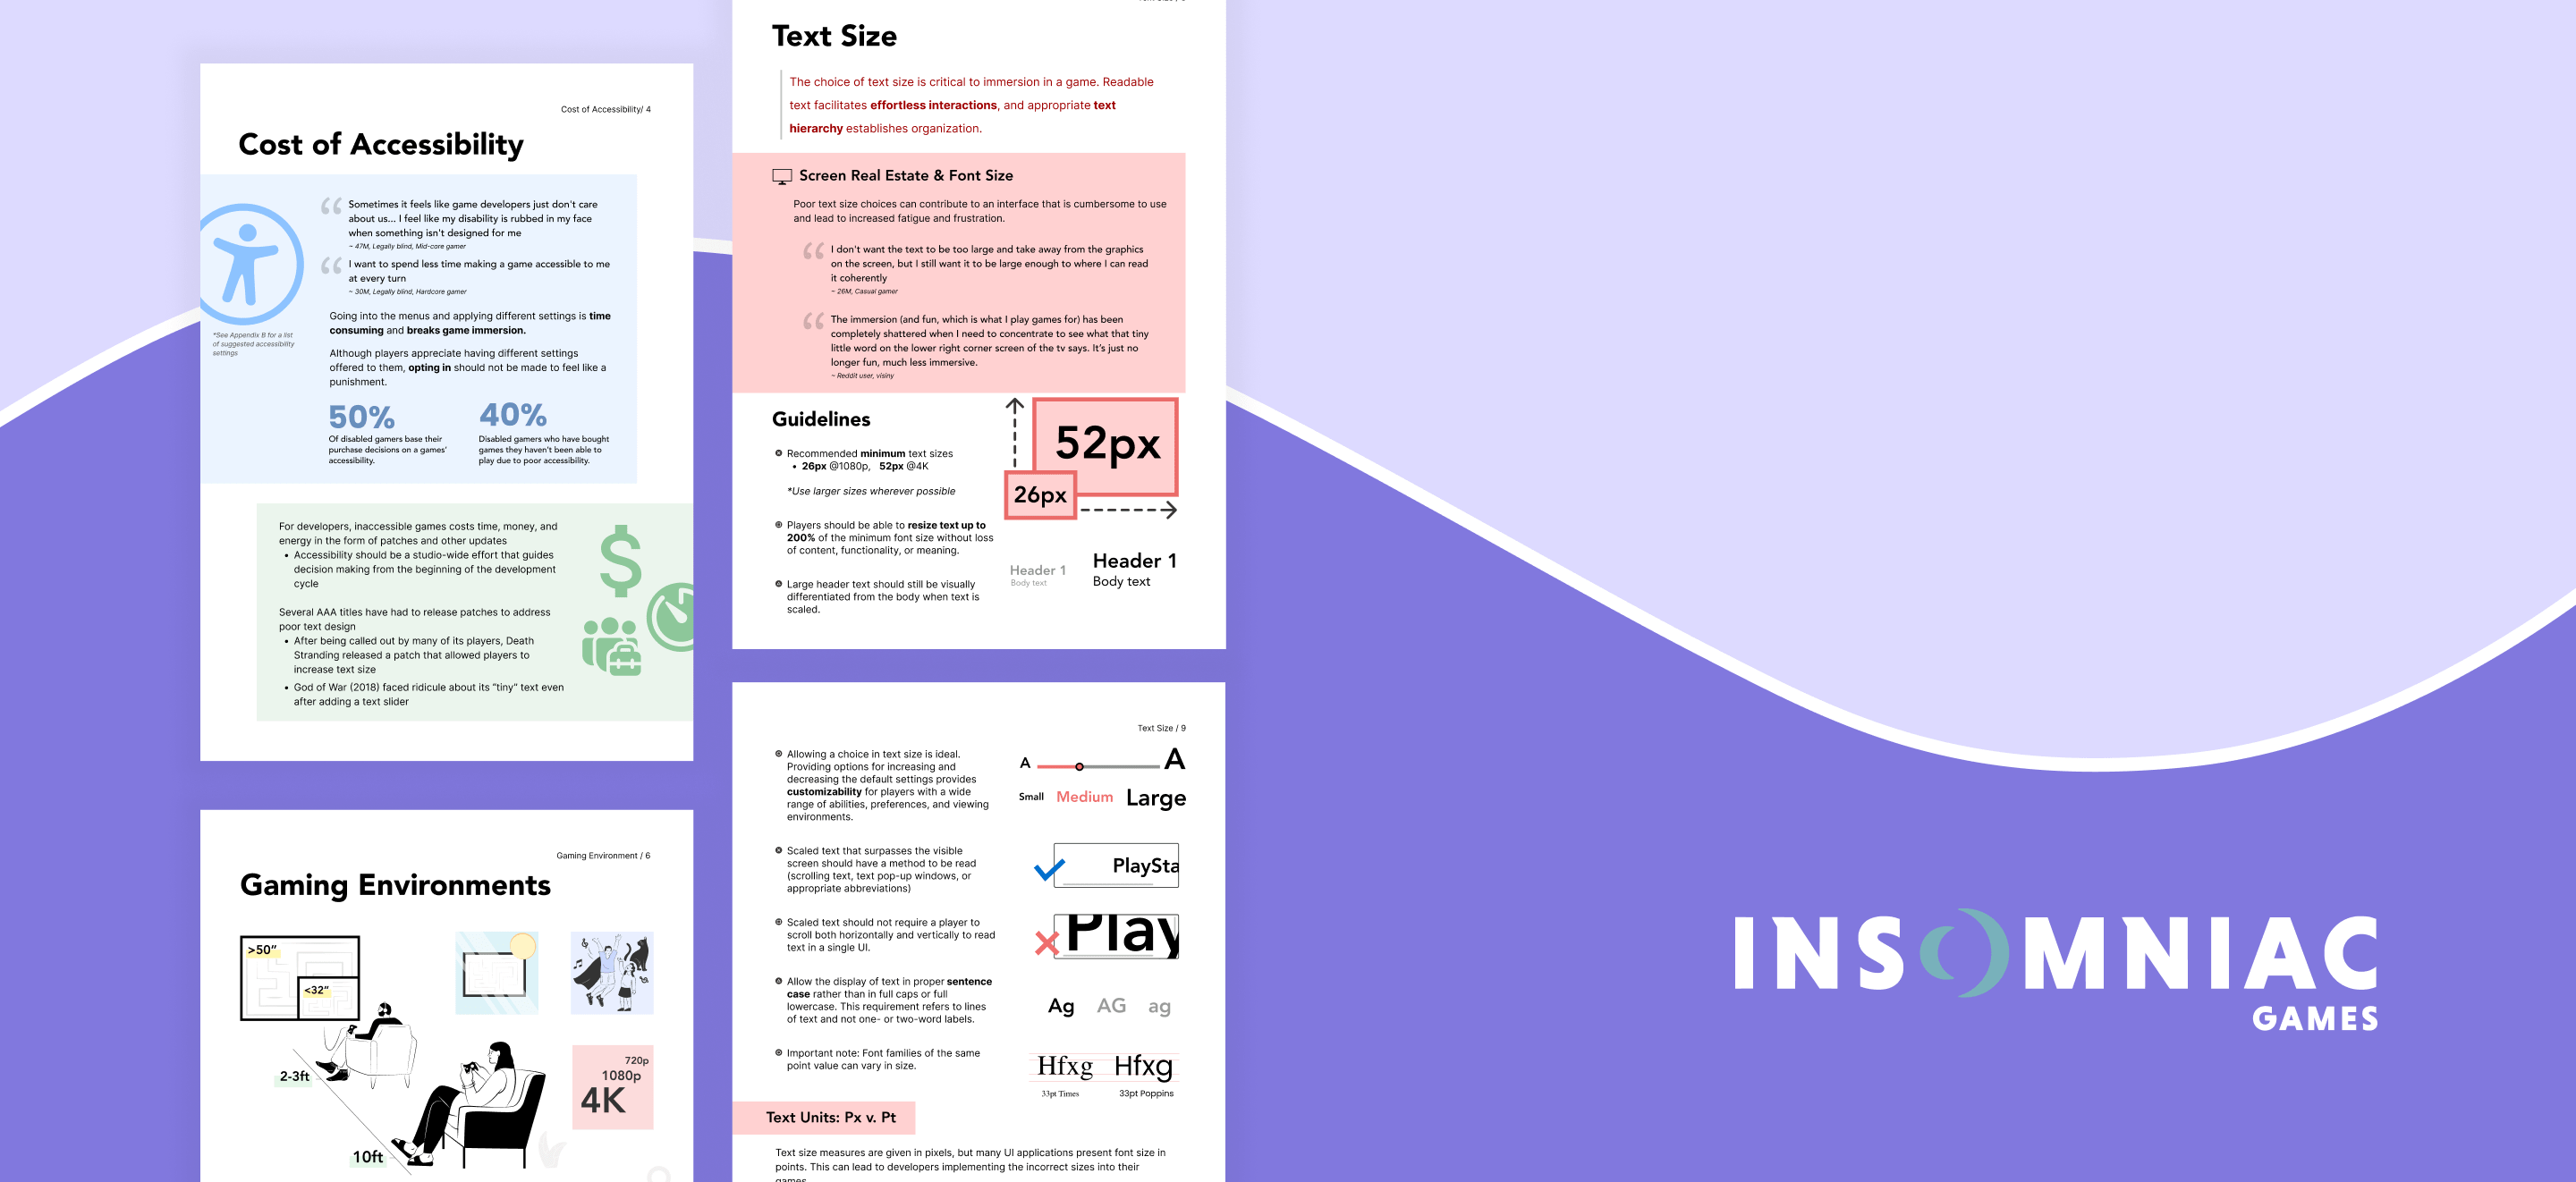 Cost of Accessibility/ 4
Cost of Accessibility
“ Sometimes it feels like game developers just don't care
about us... I feel like my disability is rubbed in my face
when something isn't designed for me
~ 47M, Legally blind, Mid-core gamer
“ I want to spend less time making a game accessible to me
at every turn
~ 30M, Legally blind, Hardcore gamer
*See Appendix B for a list
of suggested accessibility
settings
Going into the menus and applying different settings is time
consuming and breaks game immersion.
Although players appreciate having different settings
offered to them, opting in should not be made to feel like a
punishment.
50%
Of disabled gamers base their
purchase decisions on a games'
accessibility.
40%
Disabled gamers who have bought
games they haven't been able to
play due to poor accessibility.
For developers, inaccessible games costs time, money, and
energy in the form of patches and other updates
• Accessibility should be a studio-wide effort that guides
decision making from the beginning of the development
cycle
$
Several AAA titles have had to release patches to address
poor text design
• After being called out by many of its players, Death
Stranding released a patch that allowed players to
increase text size
• God of War (2018) faced ridicule about its "tiny" text even
after adding a text slider
Gaming Environment / 6
Gaming Environments
>50"
<32"
2-3ft
10ft
720p
1080p
4K
Text Size
The choice of text size is critical to immersion in a game. Readable
text facilitates effortless interactions, and appropriate text
hierarchy establishes organization.
Screen Real Estate & Font Size
Poor text size choices can contribute to an interface that is cumbersome to use
and lead to increased fatigue and frustration.
“ I don't want the text to be too large and take away from the graphics
on the screen, but I still want it to be large enough to where I can read
it coherently
~ 26M, Casual gamer
“ The immersion (and fun, which is what I play games for) has been
completely shattered when I need to concentrate to see what that tiny
little word on the lower right corner screen of the tv says. It's just no
longer fun, much less immersive.
~ Reddit user, visiny
Guidelines
Recommended minimum text sizes
• 26px @1080p, 52px @4K
*Use larger sizes wherever possible
Players should be able to resize text up to
200% of the minimum font size without loss
of content, functionality, or meaning.
Large header text should still be visually
differentiated from the body when text is
scaled.
52px
26px
Header 1
Body text
Header 1
Body text
Text Size / 9
Allowing a choice in text size is ideal.
Providing options for increasing and
decreasing the default settings provides
customizability for players with a wide
range of abilities, preferences, and viewing
environments.
A A
Small Medium Large
Scaled text that surpasses the visible
screen should have a method to be read
(scrolling text, text pop-up windows, or
appropriate abbreviations)
PlaySta
Scaled text should not require a player to
scroll both horizontally and vertically to read
text in a single UI.
Play
Allow the display of text in proper sentence
case rather than in full caps or full
lowercase. This requirement refers to lines
of text and not one- or two-word labels.
Ag AG ag
Important note: Font families of the same
point value can vary in size.
Hfxg Hfxg
33pt Times 33pt Poppins
Text Units: Px v. Pt
Text size measures are given in pixels, but many UI applications present font size in
points. This can lead to developers implementing the incorrect sizes into their
games
INSOMNIAC
GAMES